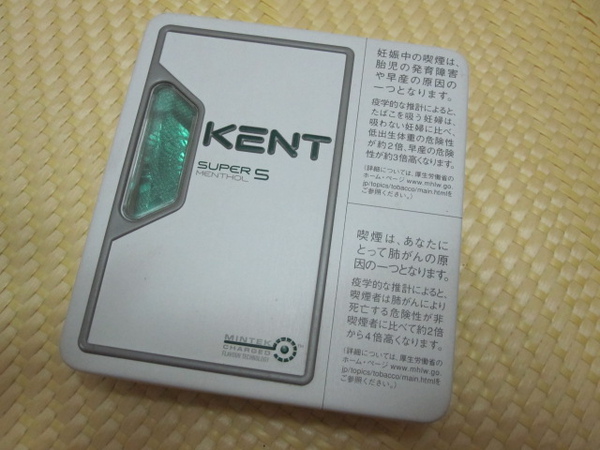 KENT
SUPER S
MENTHOL
MINTEK
CHARGED
FLAVOUR TECHNOLOGY
妊娠中の喫煙は、
胎児の発育障害
や早産の原因の
一つとなります。
疫学的な推計によると、
たばこを吸う妊婦は、
吸わない妊婦に比べ、
低出生体重の危険性
が約2倍、早産の危険
性が約3倍高くなります。
(詳細については、厚生労働省の
ホーム・ページ www.mhlw.go.
jp/topics/tobacco/main.htmlを
ご参照ください。)
喫煙は、あなたに
とって肺がんの原
因の一つとなります。
疫学的な推計によると、
喫煙者は肺がんにより
死亡する危険性が非
喫煙者に比べて約2倍
から4倍高くなります。
(詳細については、厚生労働省の
ホーム・ページ www.mhlw.go.
jp/topics/tobacco/main.htmlを
ご参照ください。)